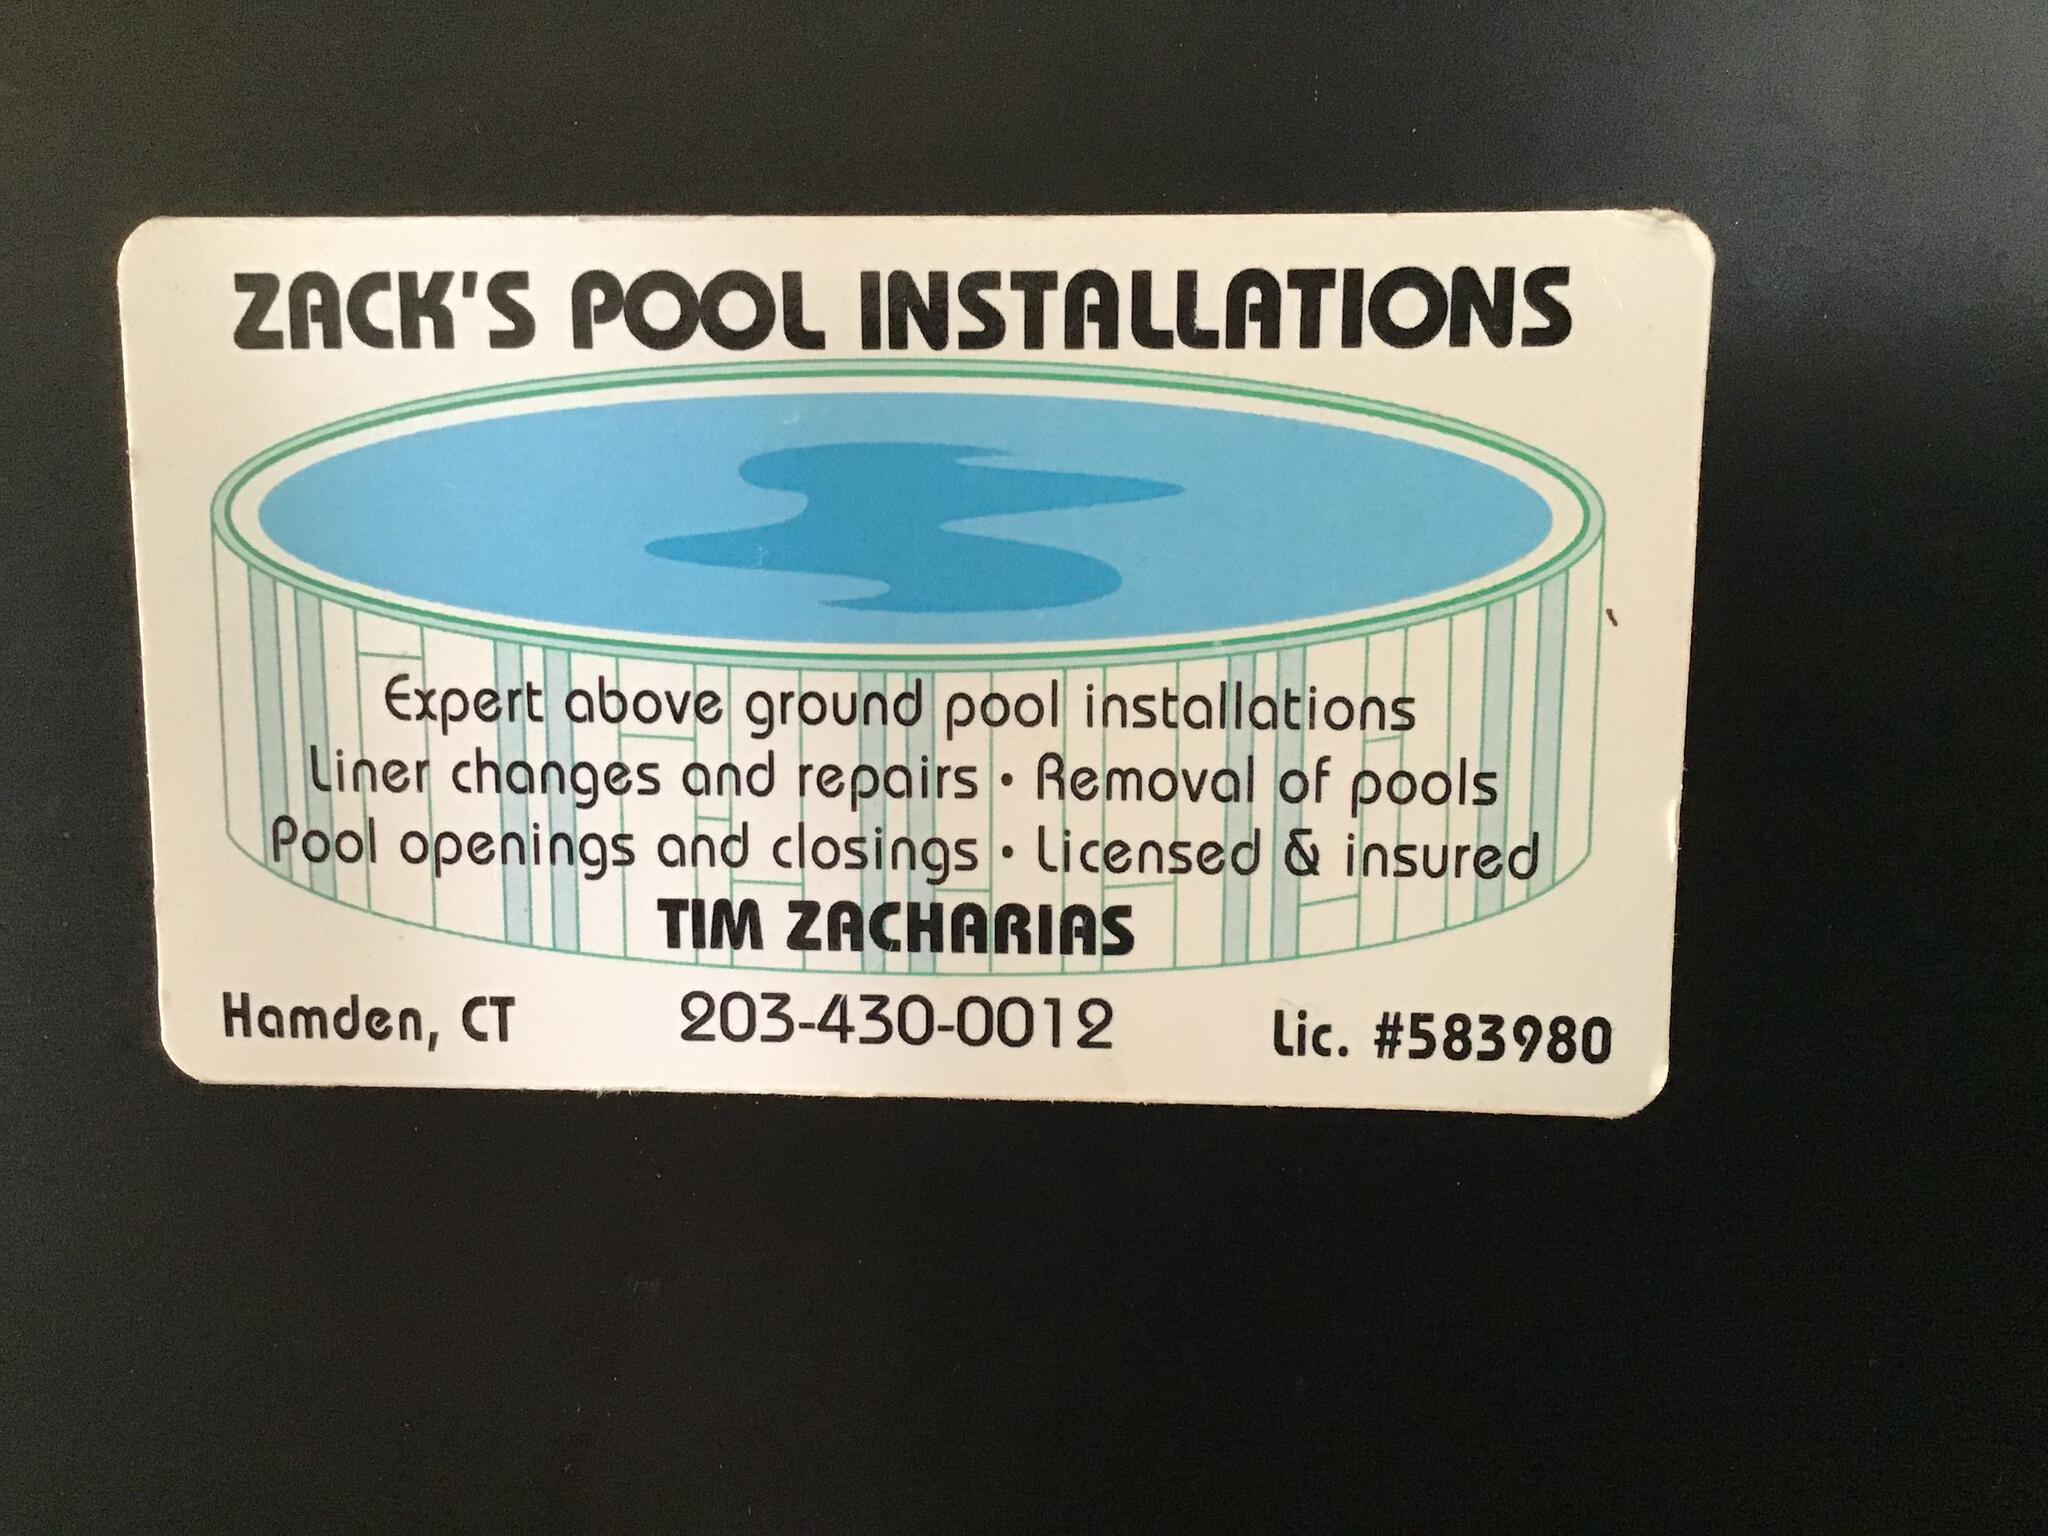 ZACK'S POOL INSTALLATIONS
Expert above ground pool installations
Liner changes and repairs • Removal of pools
Pool openings and closings • Licensed & insured
TIM ZACHARIAS
Hamden, CT 203-430-0012 Lic. #583980